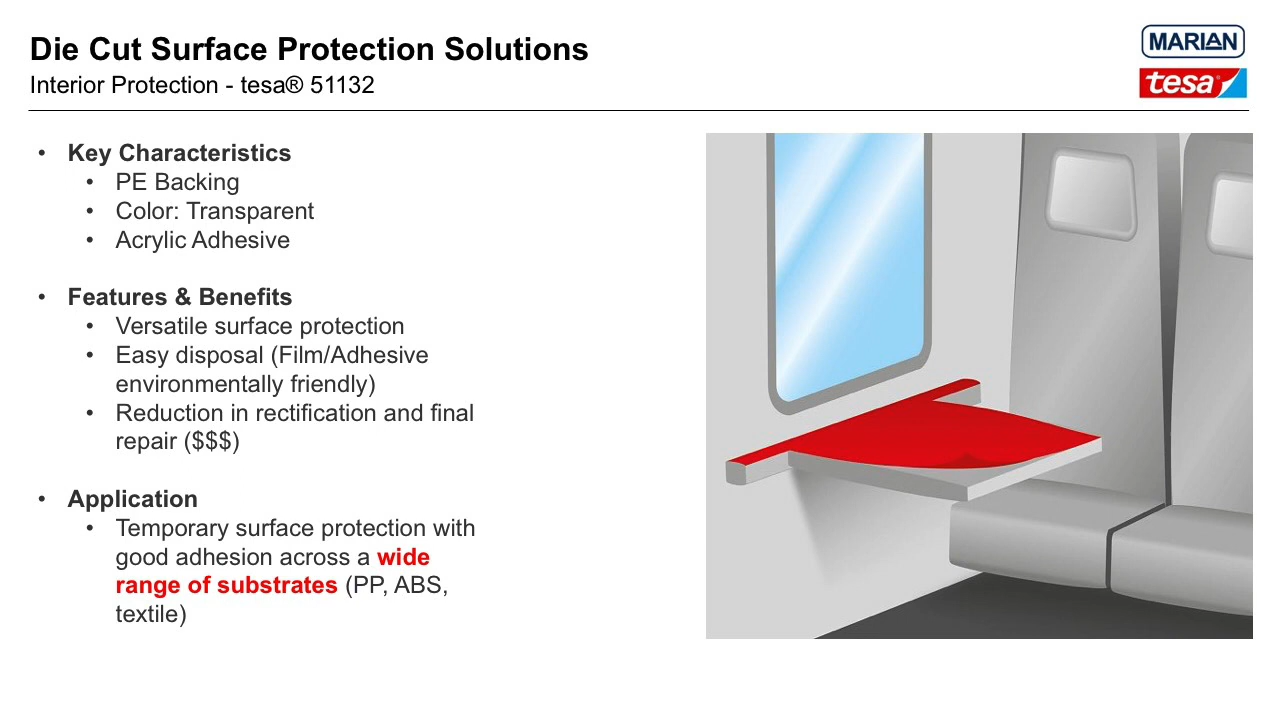 Die Cut Surface Protection Solutions
Interior Protection - tesa® 51132
MARIAN
tesa®
• Key Characteristics
• PE Backing
• Color: Transparent
• Acrylic Adhesive
• Features & Benefits
• Versatile surface protection
• Easy disposal (Film/Adhesive
environmentally friendly)
• Reduction in rectification and final
repair ($$$)
• Application
• Temporary surface protection with
good adhesion across a wide
range of substrates (PP, ABS,
textile)